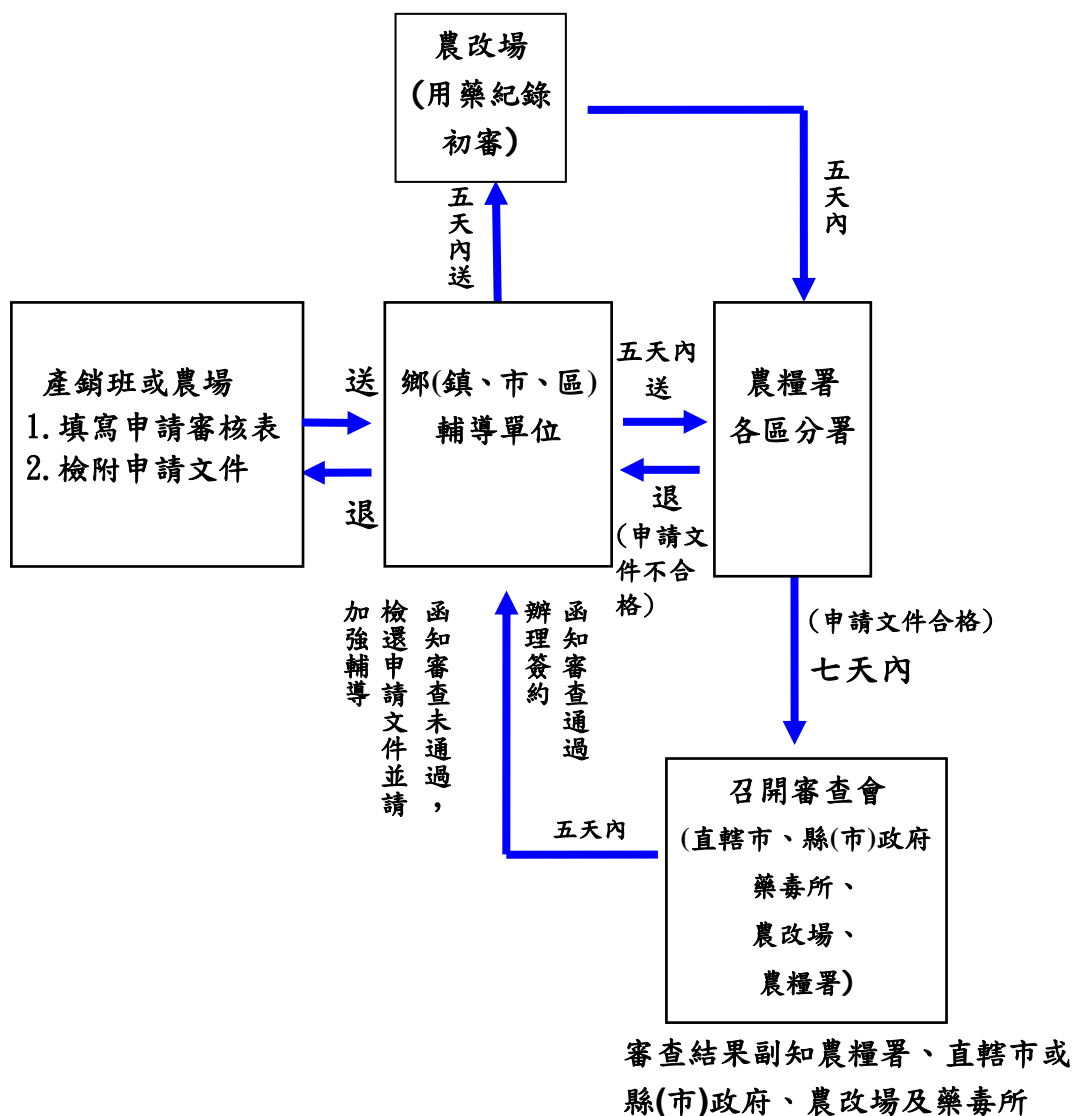 農改場
(用藥紀錄
初審)
五天內送
五天內
產銷班或農場
1.填寫申請審核表
2.檢附申請文件
送
退
鄉(鎮、市、區)
輔導單位
五天內
送
退
(申請文
件不合
格)
農糧署
各區分署
(申請文件合格)
七天內
函知審查通過
辦理簽約
函知審查未通過，
檢還申請文件並請
加強輔導
五天內
召開審查會
(直轄市、縣(市)政府
藥毒所、
農改場、
農糧署)
審查結果副知農糧署、直轄市或
縣(市)政府、農改場及藥毒所